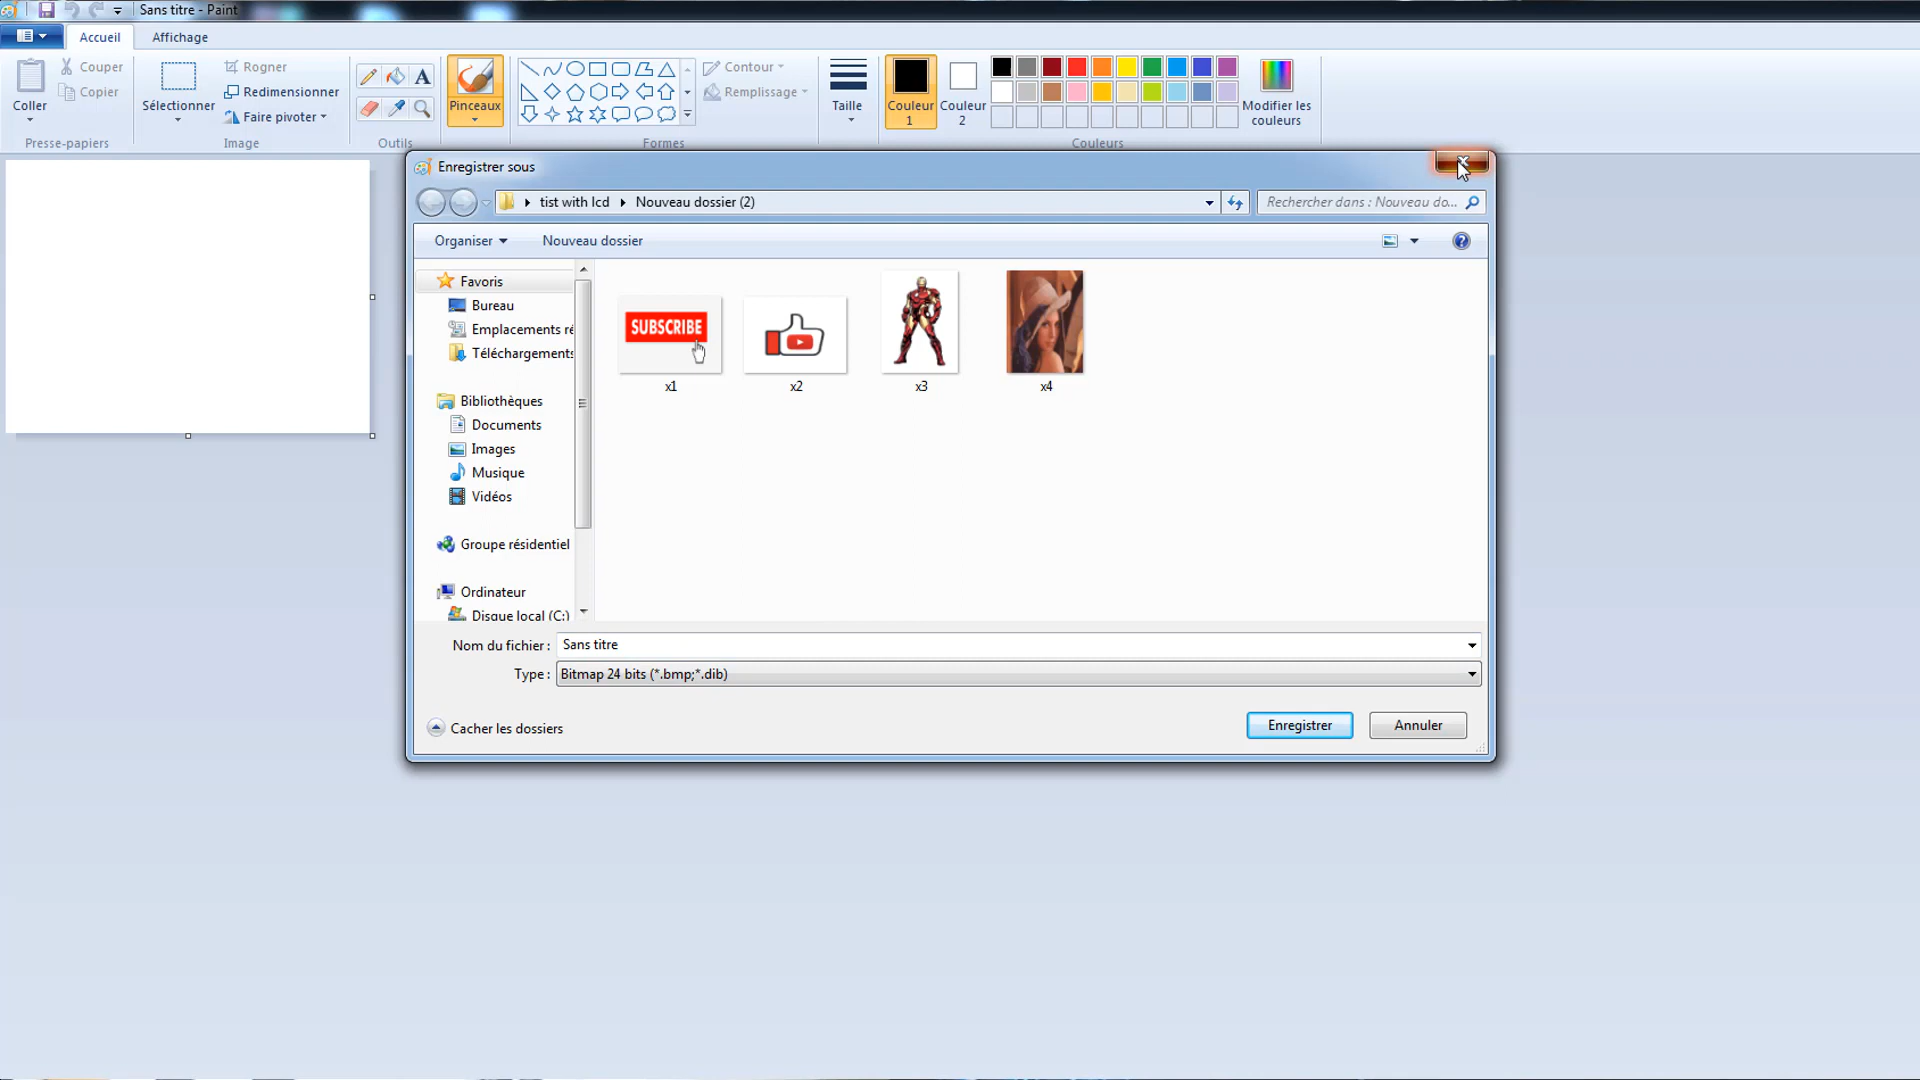 Sans titre - Paint
Accueil
Affichage
Coller
Couper
Copier
Presse-papiers
Sélectionner
Rogner
Redimensionner
Faire pivoter
Image
A
Outils
Pinceaux
Contour
Remplissage
Formes
Taille
Couleur
1
Couleur
2
Modifier les
couleurs
Couleurs
Enregistrer sous
tist with lcd
Nouveau dossier (2)
Rechercher dans : Nouveau do...
Organiser
Nouveau dossier
Favoris
Bureau
Emplacements ré
Téléchargements
Bibliothèques
Documents
Images
Musique
Vidéos
Groupe résidentiel
Ordinateur
Disque local (C:)
SUBSCRIBE
x1
x2
x3
x4
Nom du fichier :
Sans titre
Type :
Bitmap 24 bits (*.bmp;*.dib)
Cacher les dossiers
Enregistrer
Annuler